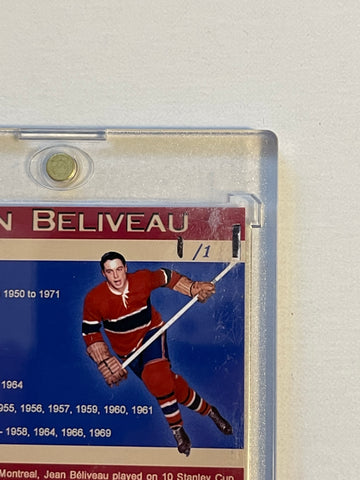 N BELIVEAU
1/1
1950 to 1971
1964
955, 1956, 1957, 1959, 1960, 1961
- 1958, 1964, 1966, 1969
Montreal, Jean Béliveau played on 10 Stanley Cup